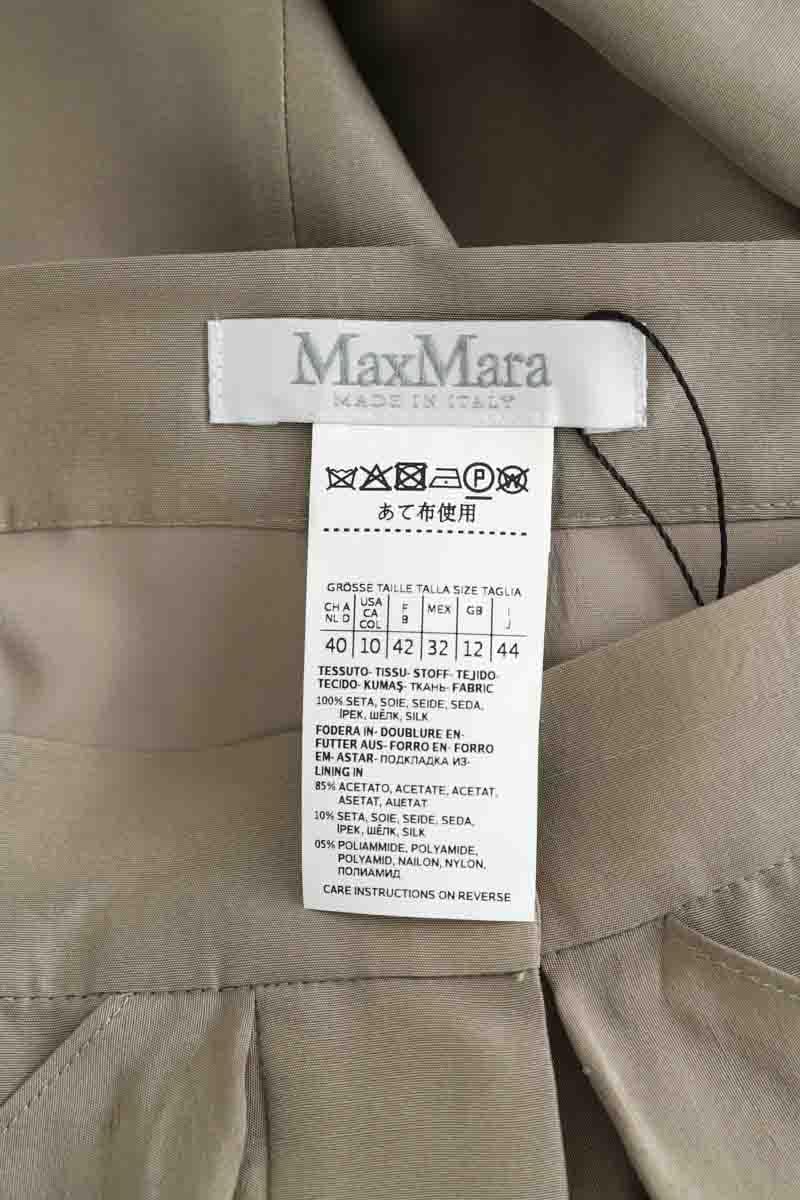 MaxMara
MADE IN ITALY
P W
あて布使用
GRÖSSE TAILLE TALLA SIZE TAGLIA
CH A NL D USA CA COL F B MEX GB I J
40 10 42 32 12 44
TESSUTO- TISSU- STOFF- TEJIDO-
TECIDO- KUMAŞ- ТКАНЬ- FABRIC
100% SETA, SOIE, SEIDE, SEDA,
İPEK, ШЁЛК, SILK
FODERA IN- DOUBLURE EN-
FUTTER AUS- FORRO EN- FORRO
EM- ASTAR- ПОДКЛАДКА ИЗ-
LINING IN
85% ACETATO, ACETATE, ACETAT,
ASETAT, АЦЕТАТ
10% SETA, SOIE, SEIDE, SEDA,
İPEK, ШЁЛК, SILK
05% POLIAMMIDE, POLYAMIDE,
POLYAMID, NAILON, NYLON,
ПОЛИАМИД
CARE INSTRUCTIONS ON REVERSE